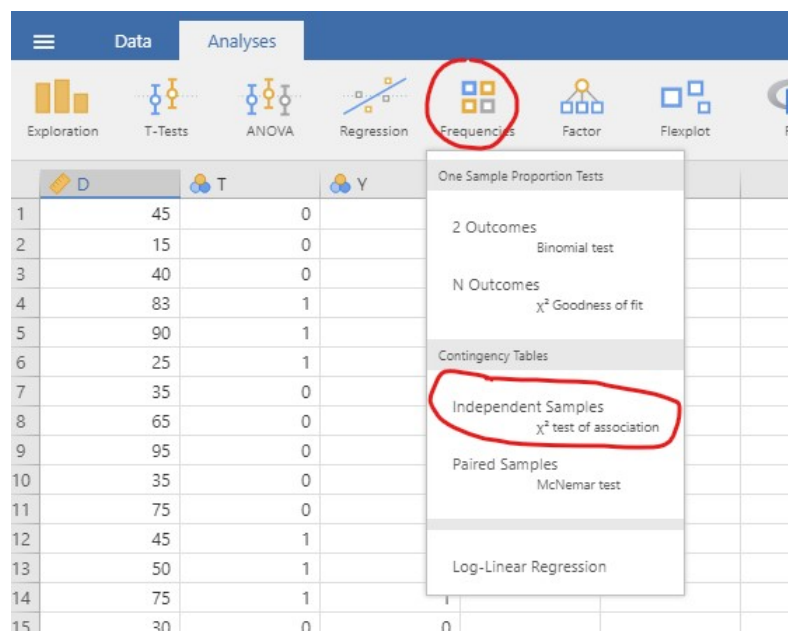 Data Analyses
Exploration T-Tests ANOVA Regression Frequencies Factor Flexplot
D T Y
One Sample Proportion Tests
1 45 0
2 15 0
2 Outcomes
Binomial test
3 40 0
N Outcomes
4 83 1
χ² Goodness of fit
5 90 1
6 25 1
Contingency Tables
7 35 0
Independent Samples
8 65 0
χ² test of association
9 95 0
Paired Samples
10 35 0
McNemar test
11 75 0
12 45 1
13 50 1
Log-Linear Regression
14 75 1 1
15 30 0 0